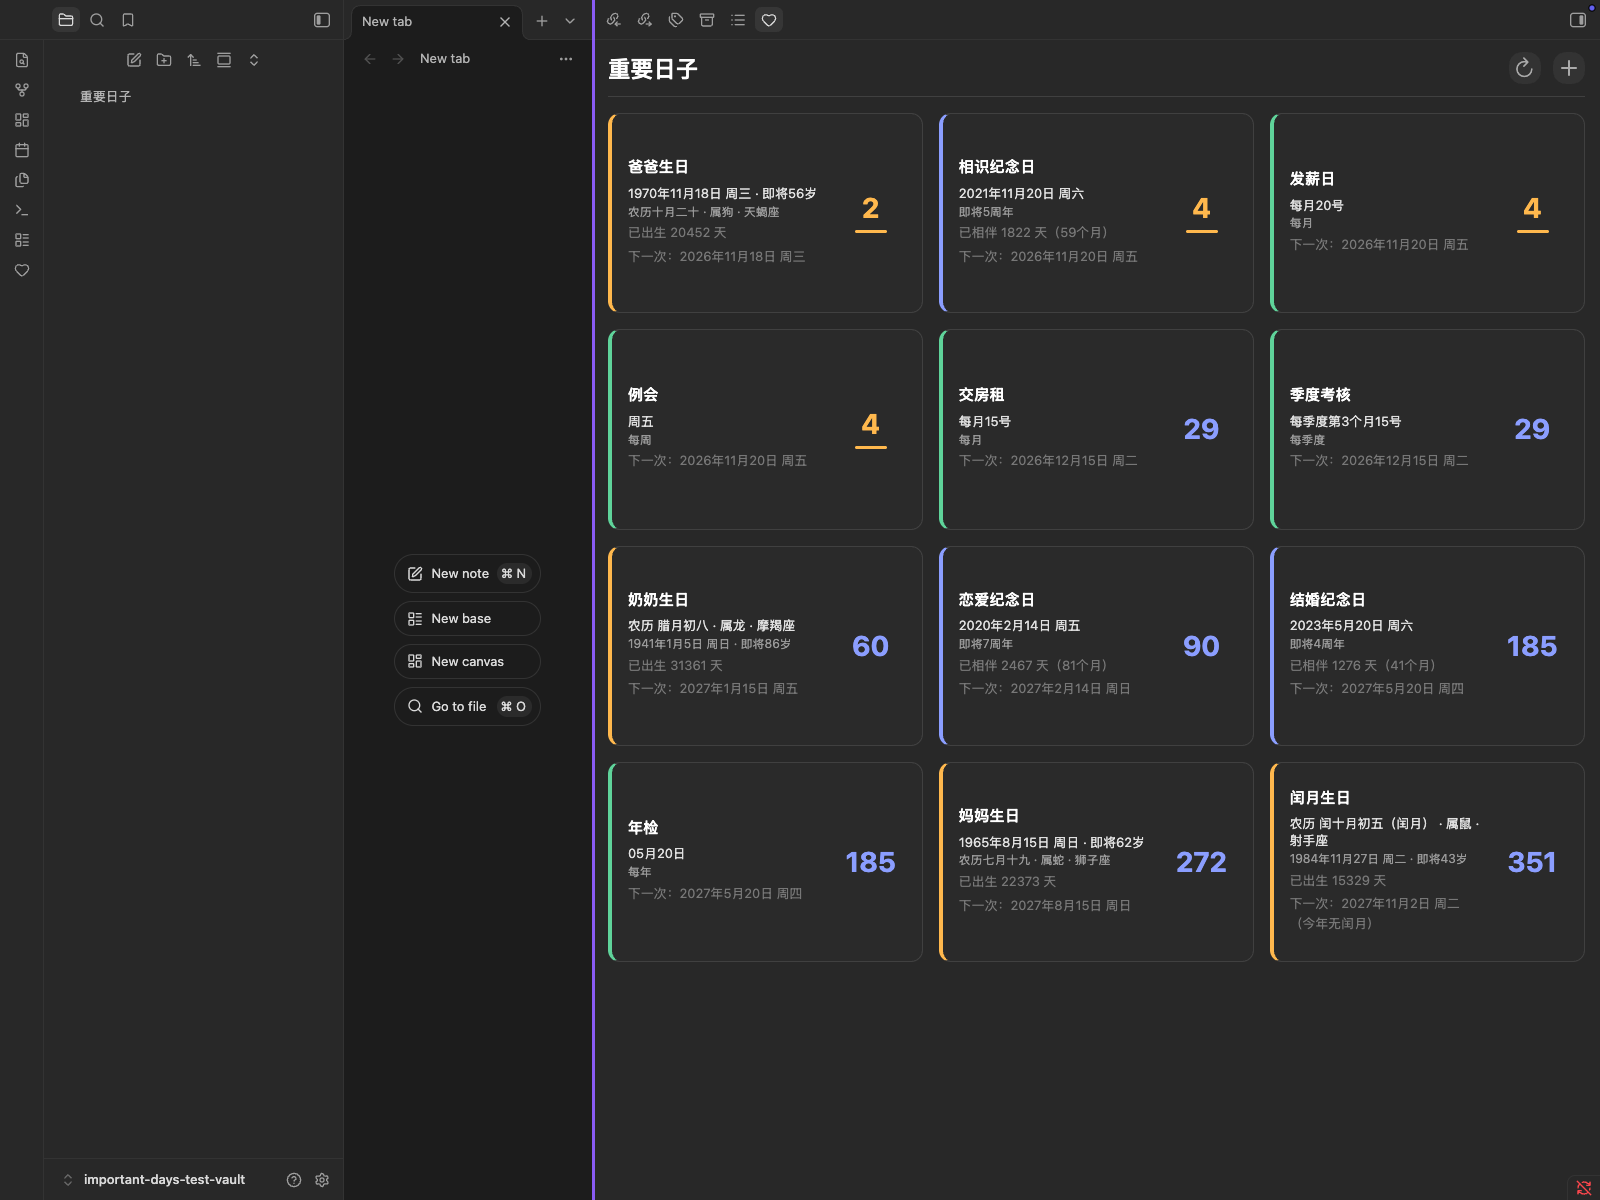 New tab
New tab
重要日子
New note ⌘ N
New base
New canvas
Go to file ⌘ O
important-days-test-vault
重要日子
爸爸生日
1970年11月18日 周三 · 即将56岁
农历十月二十 · 属狗 · 天蝎座
已出生 20452 天
下一次：2026年11月18日 周三
2
相识纪念日
2021年11月20日 周六
即将5周年
已相伴 1822 天（59个月）
下一次：2026年11月20日 周五
4
发薪日
每月20号
每月
下一次：2026年11月20日 周五
4
例会
周五
每周
下一次：2026年11月20日 周五
4
交房租
每月15号
每月
下一次：2026年12月15日 周二
29
季度考核
每季度第3个月15号
每季度
下一次：2026年12月15日 周二
29
奶奶生日
农历 腊月初八 · 属龙 · 摩羯座
1941年1月5日 周日 · 即将86岁
已出生 31361 天
下一次：2027年1月15日 周五
60
恋爱纪念日
2020年2月14日 周五
即将7周年
已相伴 2467 天（81个月）
下一次：2027年2月14日 周日
90
结婚纪念日
2023年5月20日 周六
即将4周年
已相伴 1276 天（41个月）
下一次：2027年5月20日 周四
185
年检
05月20日
每年
下一次：2027年5月20日 周四
185
妈妈生日
1965年8月15日 周日 · 即将62岁
农历七月十九 · 属蛇 · 狮子座
已出生 22373 天
下一次：2027年8月15日 周日
272
闰月生日
农历 闰十月初五（闰月） · 属鼠 ·
射手座
1984年11月27日 周二 · 即将43岁
已出生 15329 天
下一次：2027年11月2日 周二
（今年无闰月）
351